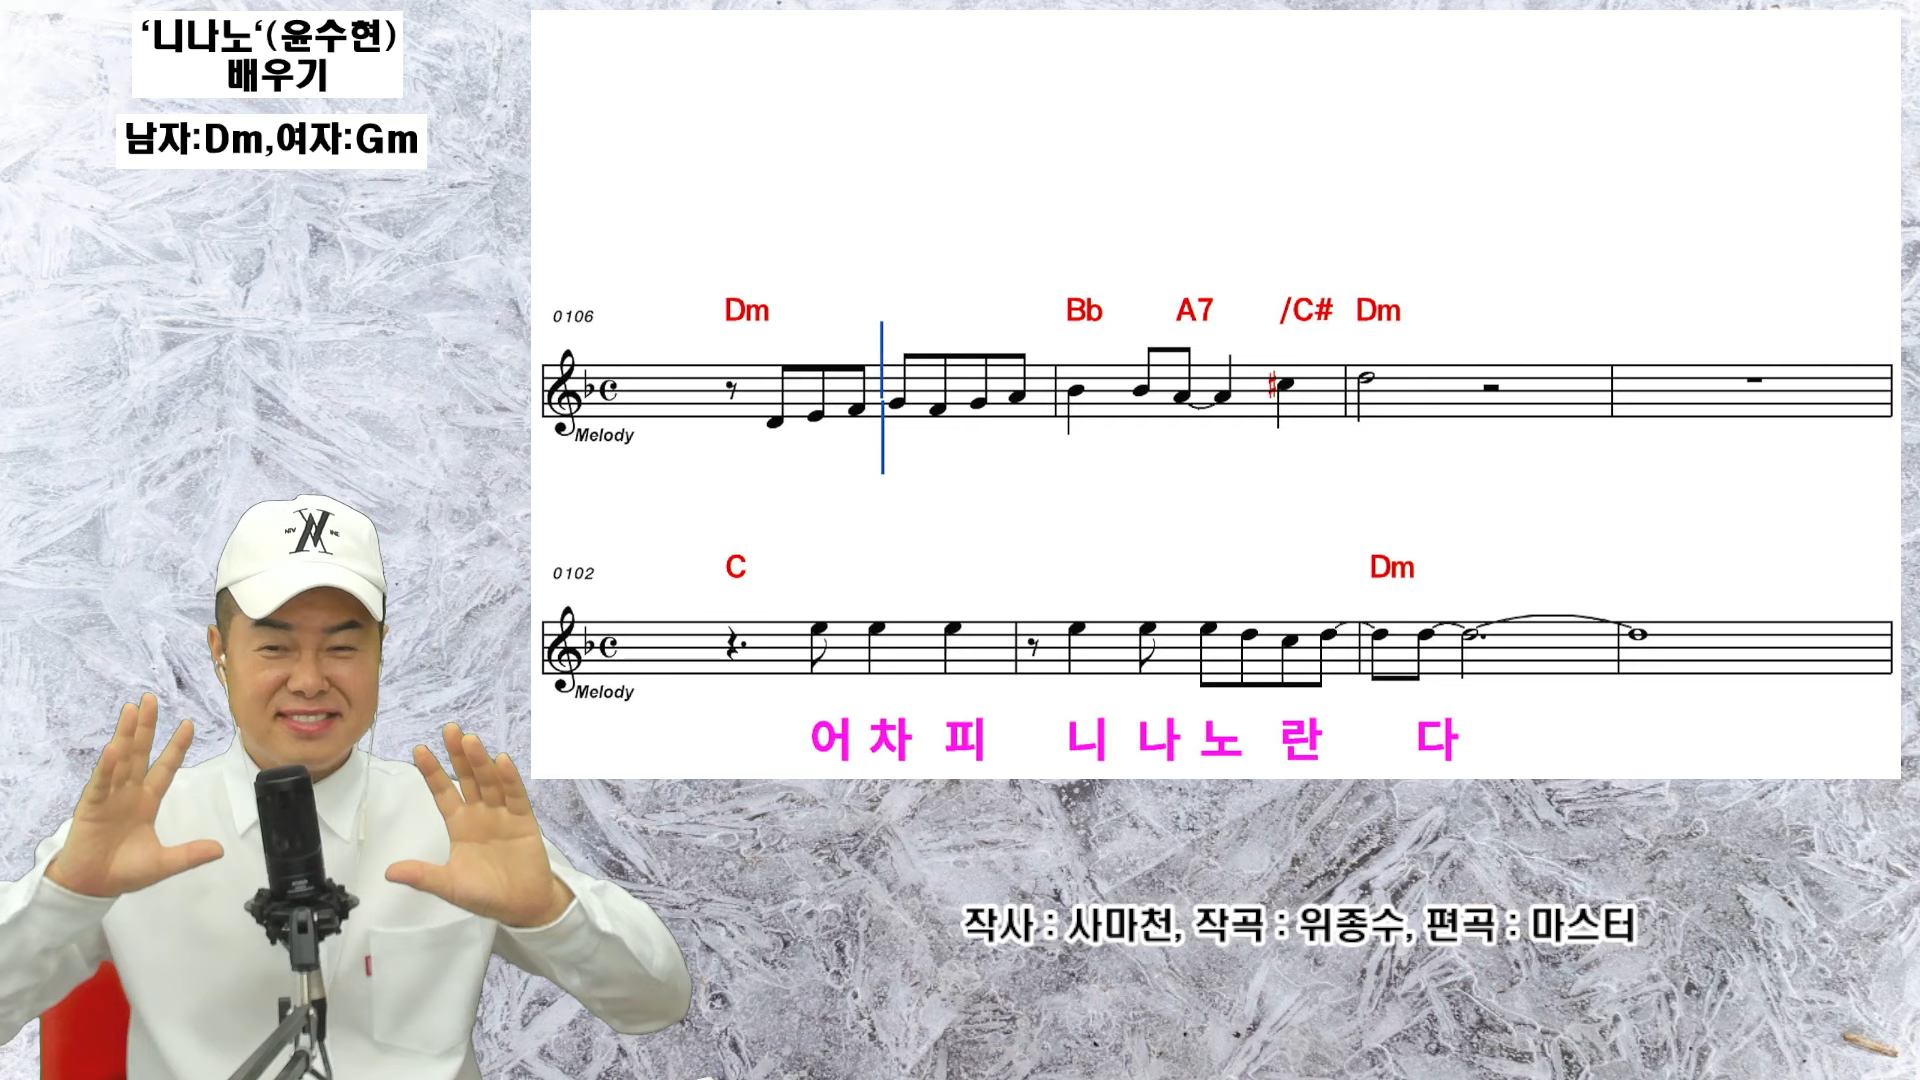 ‘니나노‘(윤수현)
배우기
남자:Dm,여자:Gm
0106 Dm Bb A7 /C# Dm
Melody
0102 C Dm
Melody
어 차 피 니 나 노 란 다
작사 : 사마천, 작곡 : 위종수, 편곡 : 마스터